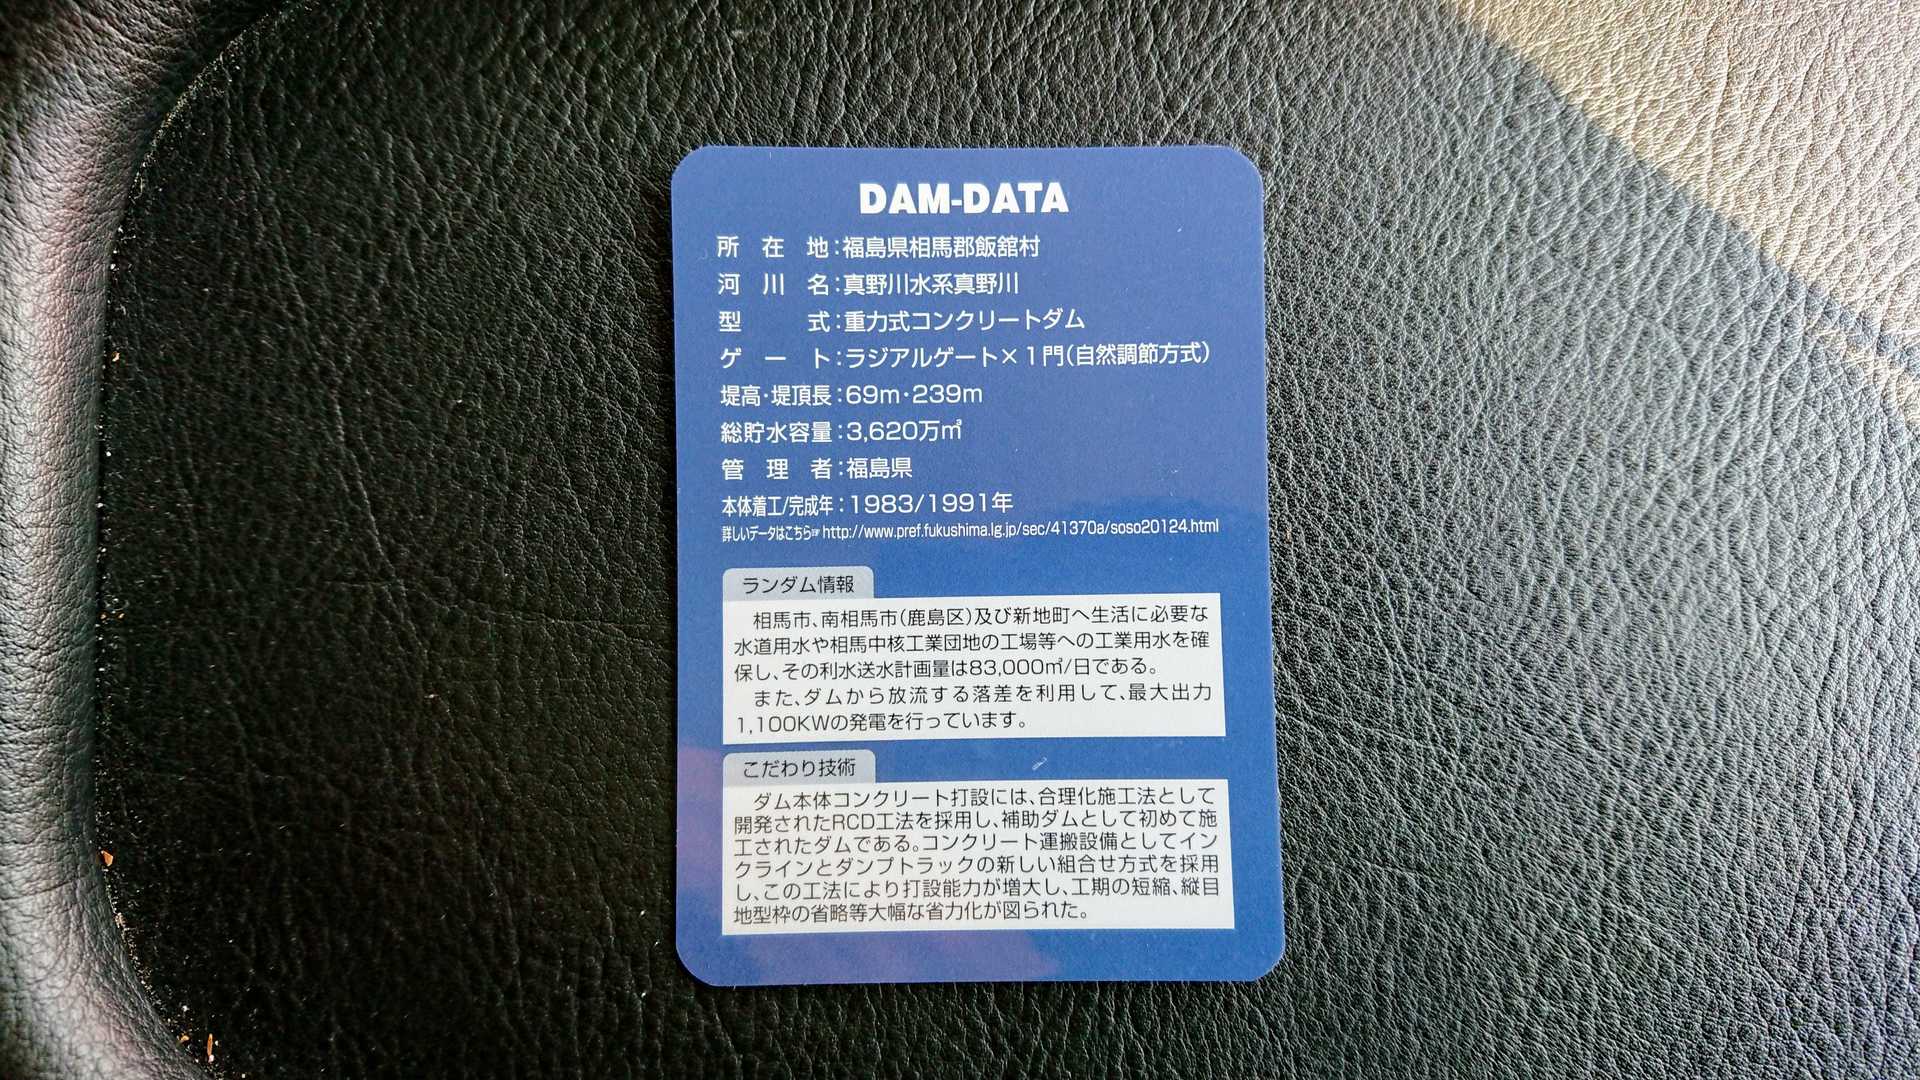 DAM-DATA
所在地:福島県相馬郡飯舘村
河川名:真野川水系真野川
型式:重力式コンクリートダム
ゲート:ラジアルゲート×1門(自然調節方式)
堤高・堤頂長:69m・239m
総貯水容量:3,620万㎥
管理者:福島県
本体着工/完成年:1983/1991年
詳しいデータはこちら☞http://www.pref.fukushima.lg.jp/sec/41370a/soso20124.html
ランダム情報
相馬市、南相馬市(鹿島区)及び新地町へ生活に必要な
水道用水や相馬中核工業団地の工場等への工業用水を確
保し、その利水送水計画量は83,000㎥/日である。
また、ダムから放流する落差を利用して、最大出力
1,100KWの発電を行っています。
こだわり技術
ダム本体コンクリート打設には、合理化施工法として
開発されたRCD工法を採用し、補助ダムとして初めて施
工されたダムである。コンクリート運搬設備としてイン
クラインとダンプトラックの新しい組合せ方式を採用
し、この工法により打設能力が増大し、工期の短縮、縦目
地型枠の省略等大幅な省力化が図られた。